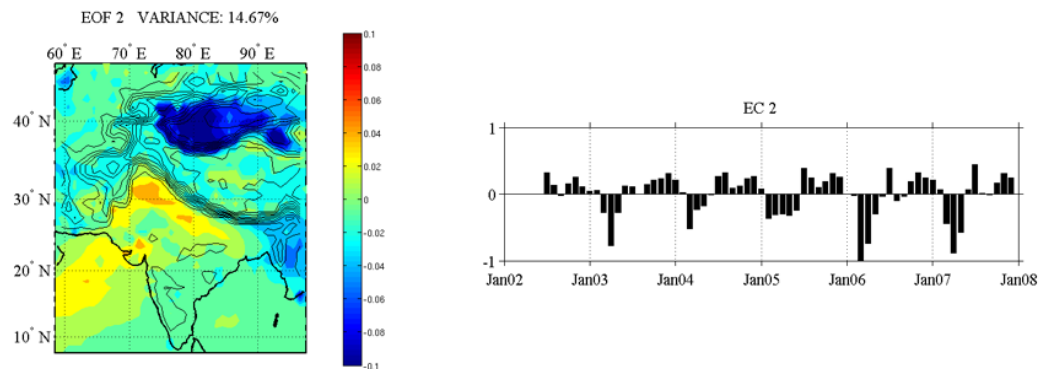 EOF 2 VARIANCE: 14.67%
60° E 70° E 80° E 90° E
40° N
30° N
20° N
10° N
0.1
0.08
0.06
0.04
0.02
0
-0.02
-0.04
-0.06
-0.08
-0.1
EC 2
1
0
-1
Jan02 Jan03 Jan04 Jan05 Jan06 Jan07 Jan08